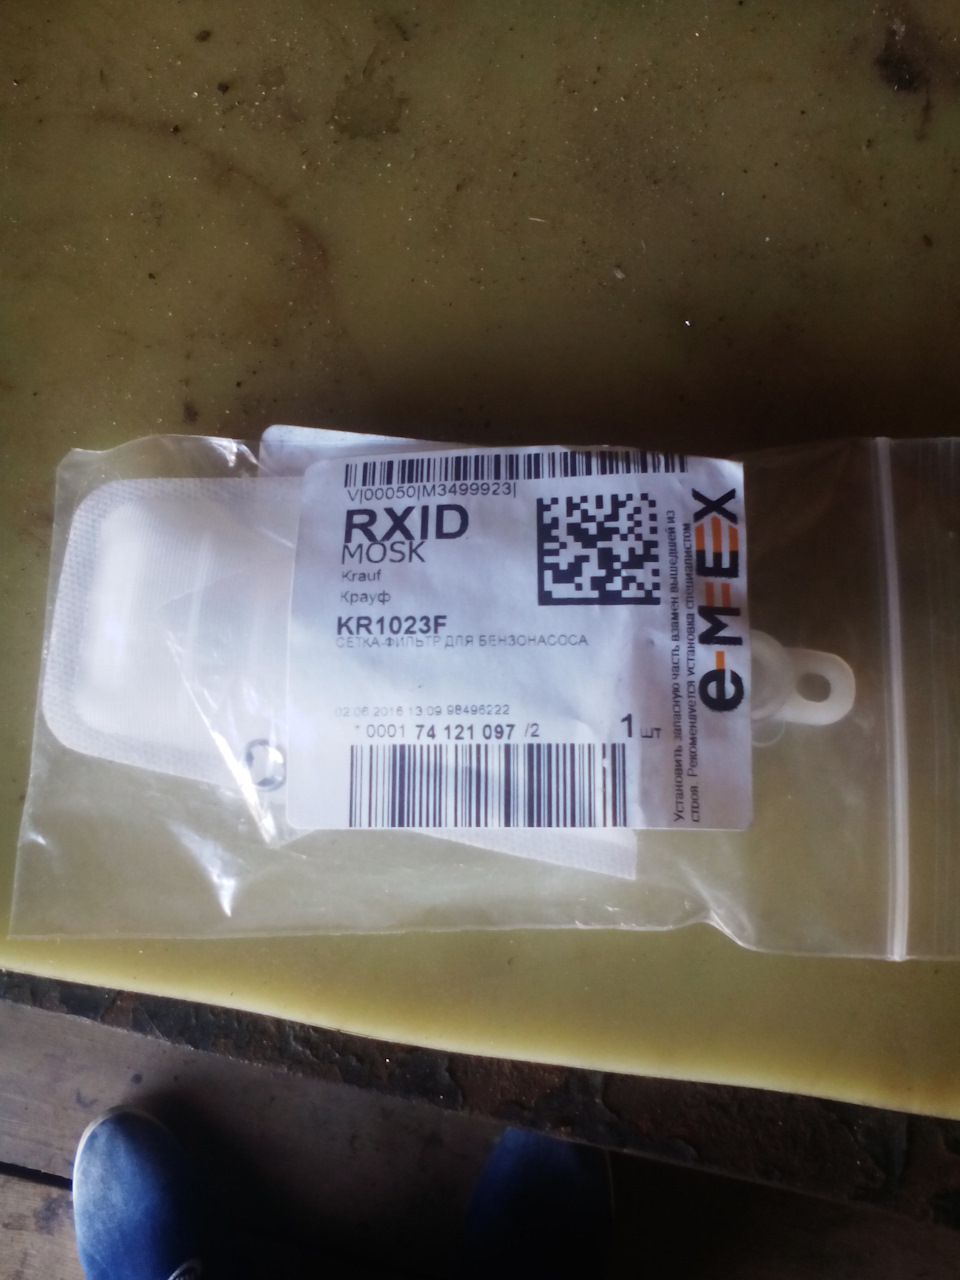 V|00050|M3499923|
RXID
MOSK
Krauf
Крауф
KR1023F
СЕТКА-ФИЛЬТР ДЛЯ БЕНЗОНАСОСА
02.06.2016 13:09 98496222
* 0001 74 121 097 /2
1 ШТ
Установить запасную часть взамен вышедшей из
строя. Рекомендуется установка специалистом
e-M=EX